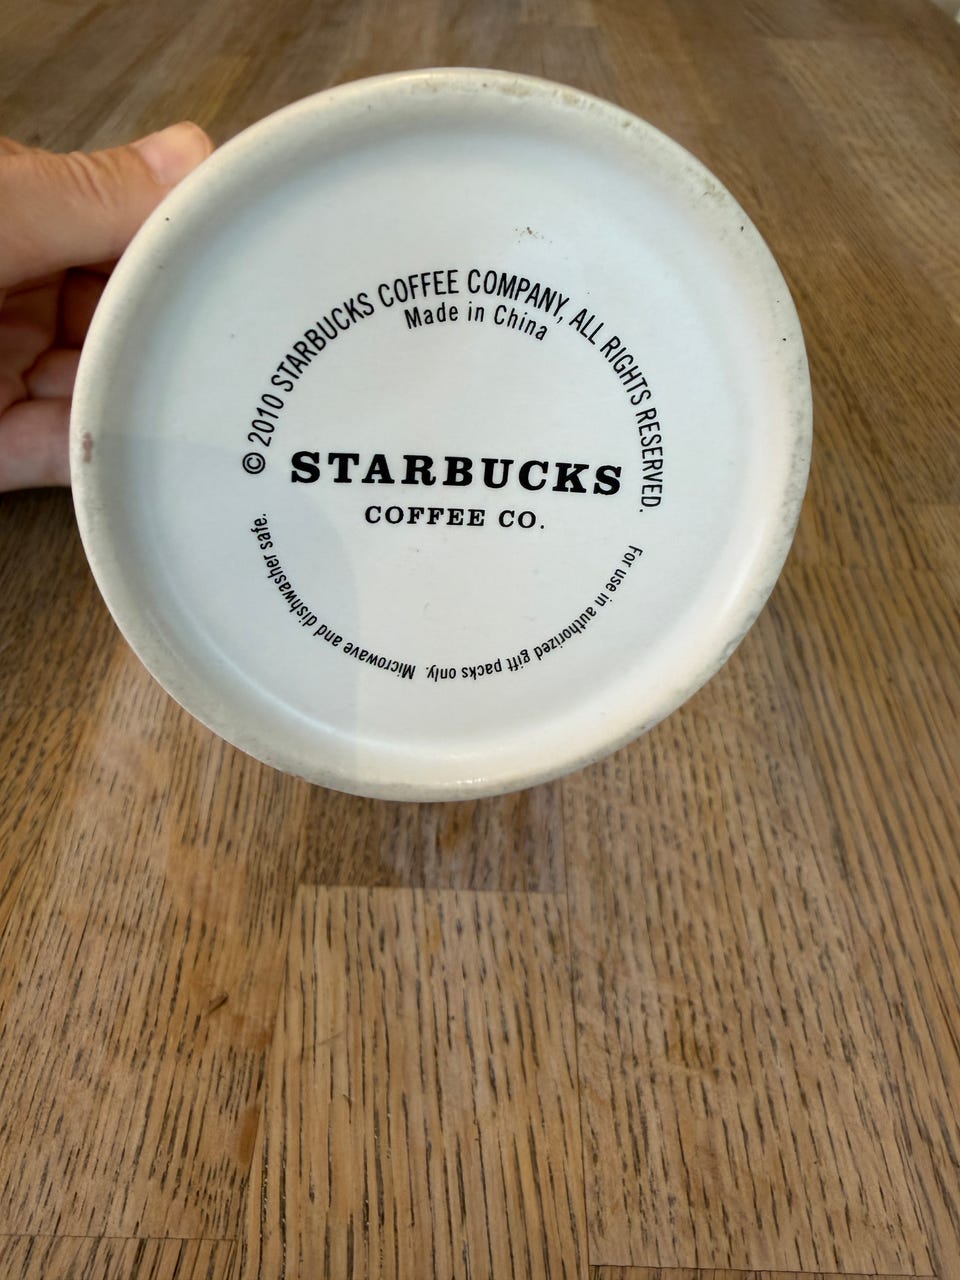 © 2010 STARBUCKS COFFEE COMPANY, ALL RIGHTS RESERVED.
Made in China
STARBUCKS
COFFEE CO.
For use in authorized gift packs only. Microwave and dishwasher safe.